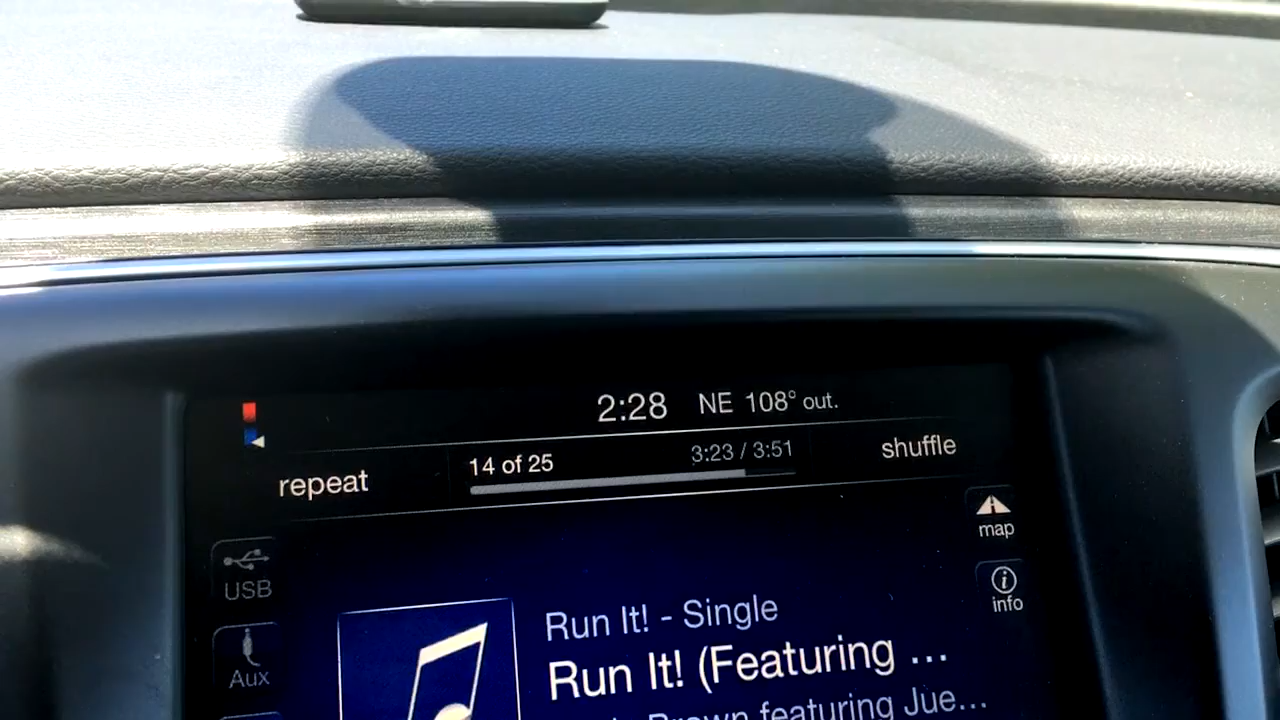 2:28 NE 108° out.
repeat 14 of 25 3:23 / 3:51 shuffle
map
USB
info
Run It! - Single
Aux
Run It! (Featuring ...
Brown featuring Jue...